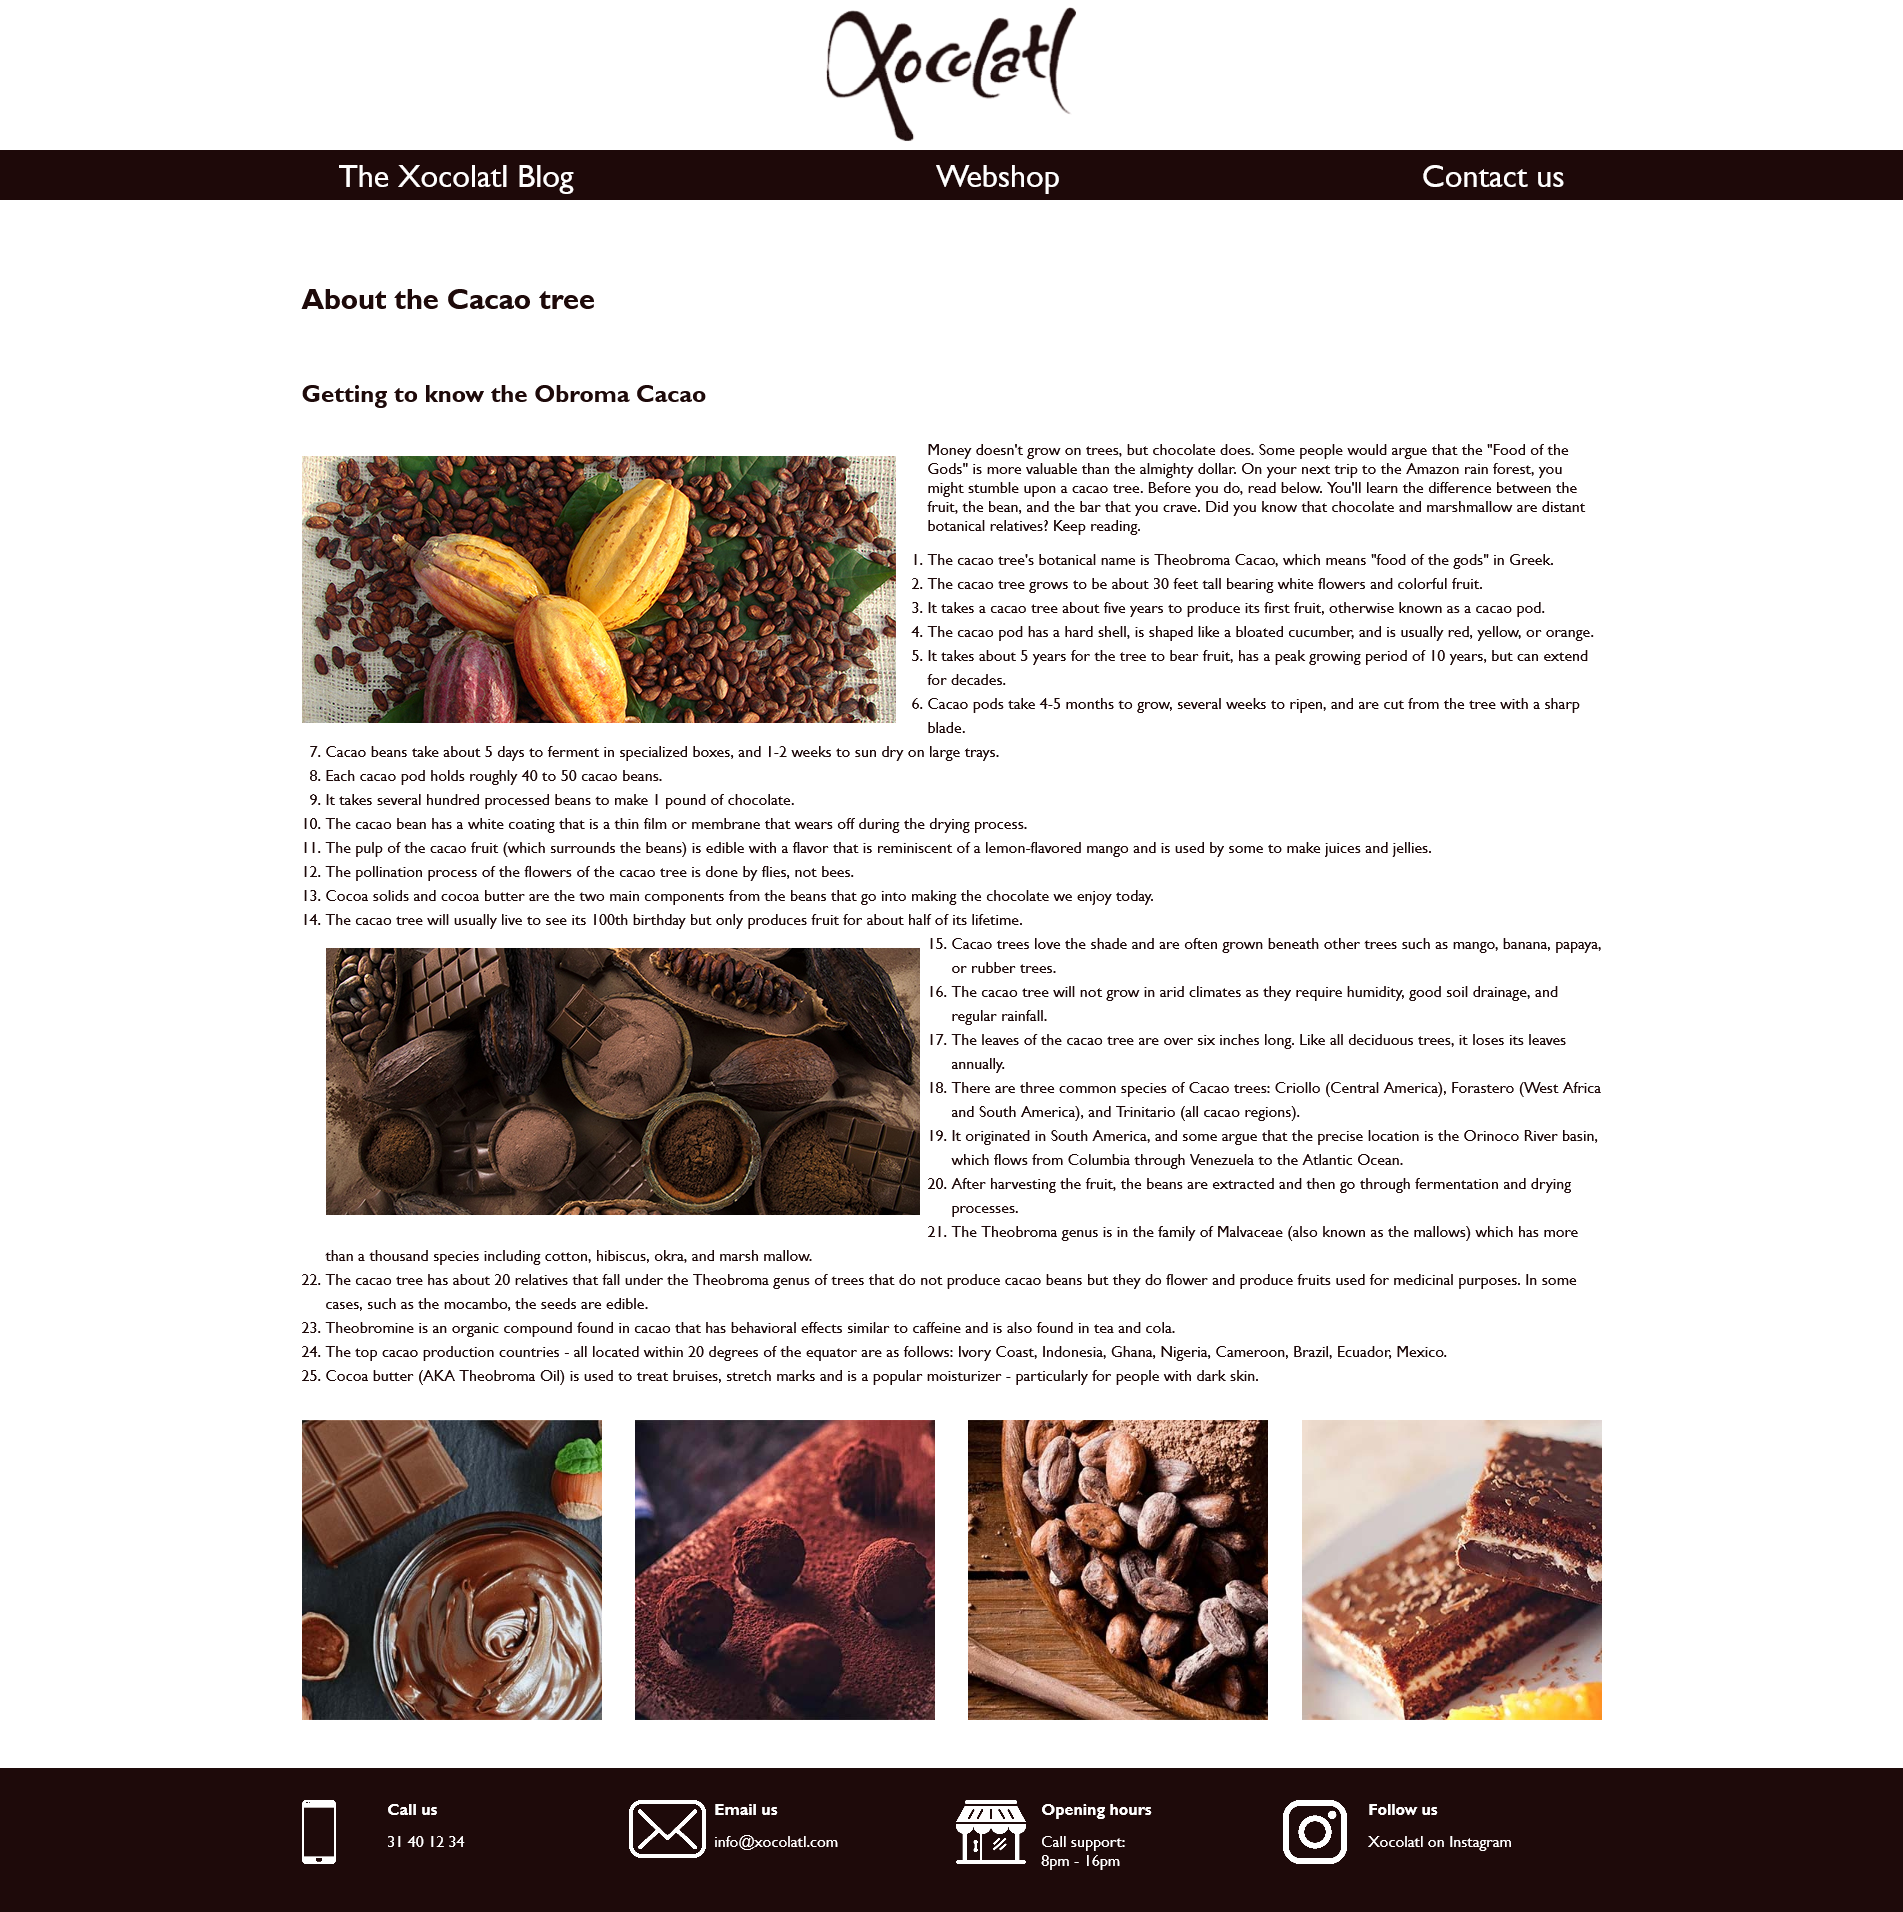 Xocolatl
The Xocolatl Blog
Webshop
Contact us
About the Cacao tree
Getting to know the Obroma Cacao
Money doesn't grow on trees, but chocolate does. Some people would argue that the "Food of the
Gods" is more valuable than the almighty dollar. On your next trip to the Amazon rain forest, you
might stumble upon a cacao tree. Before you do, read below. You'll learn the difference between the
fruit, the bean, and the bar that you crave. Did you know that chocolate and marshmallow are distant
botanical relatives? Keep reading.
1. The cacao tree's botanical name is Theobroma Cacao, which means "food of the gods" in Greek.
2. The cacao tree grows to be about 30 feet tall bearing white flowers and colorful fruit.
3. It takes a cacao tree about five years to produce its first fruit, otherwise known as a cacao pod.
4. The cacao pod has a hard shell, is shaped like a bloated cucumber, and is usually red, yellow, or orange.
5. It takes about 5 years for the tree to bear fruit, has a peak growing period of 10 years, but can extend
for decades.
6. Cacao pods take 4-5 months to grow, several weeks to ripen, and are cut from the tree with a sharp
blade.
7. Cacao beans take about 5 days to ferment in specialized boxes, and 1-2 weeks to sun dry on large trays.
8. Each cacao pod holds roughly 40 to 50 cacao beans.
9. It takes several hundred processed beans to make 1 pound of chocolate.
10. The cacao bean has a white coating that is a thin film or membrane that wears off during the drying process.
11. The pulp of the cacao fruit (which surrounds the beans) is edible with a flavor that is reminiscent of a lemon-flavored mango and is used by some to make juices and jellies.
12. The pollination process of the flowers of the cacao tree is done by flies, not bees.
13. Cocoa solids and cocoa butter are the two main components from the beans that go into making the chocolate we enjoy today.
14. The cacao tree will usually live to see its 100th birthday but only produces fruit for about half of its lifetime.
15. Cacao trees love the shade and are often grown beneath other trees such as mango, banana, papaya,
or rubber trees.
16. The cacao tree will not grow in arid climates as they require humidity, good soil drainage, and
regular rainfall.
17. The leaves of the cacao tree are over six inches long. Like all deciduous trees, it loses its leaves
annually.
18. There are three common species of Cacao trees: Criollo (Central America), Forastero (West Africa
and South America), and Trinitario (all cacao regions).
19. It originated in South America, and some argue that the precise location is the Orinoco River basin,
which flows from Columbia through Venezuela to the Atlantic Ocean.
20. After harvesting the fruit, the beans are extracted and then go through fermentation and drying
processes.
21. The Theobroma genus is in the family of Malvaceae (also known as the mallows) which has more
than a thousand species including cotton, hibiscus, okra, and marsh mallow.
22. The cacao tree has about 20 relatives that fall under the Theobroma genus of trees that do not produce cacao beans but they do flower and produce fruits used for medicinal purposes. In some
cases, such as the mocambo, the seeds are edible.
23. Theobromine is an organic compound found in cacao that has behavioral effects similar to caffeine and is also found in tea and cola.
24. The top cacao production countries - all located within 20 degrees of the equator are as follows: Ivory Coast, Indonesia, Ghana, Nigeria, Cameroon, Brazil, Ecuador, Mexico.
25. Cocoa butter (AKA Theobroma Oil) is used to treat bruises, stretch marks and is a popular moisturizer - particularly for people with dark skin.
Call us
31 40 12 34
Email us
info@xocolatl.com
Opening hours
Call support:
8pm - 16pm
Follow us
Xocolatl on Instagram